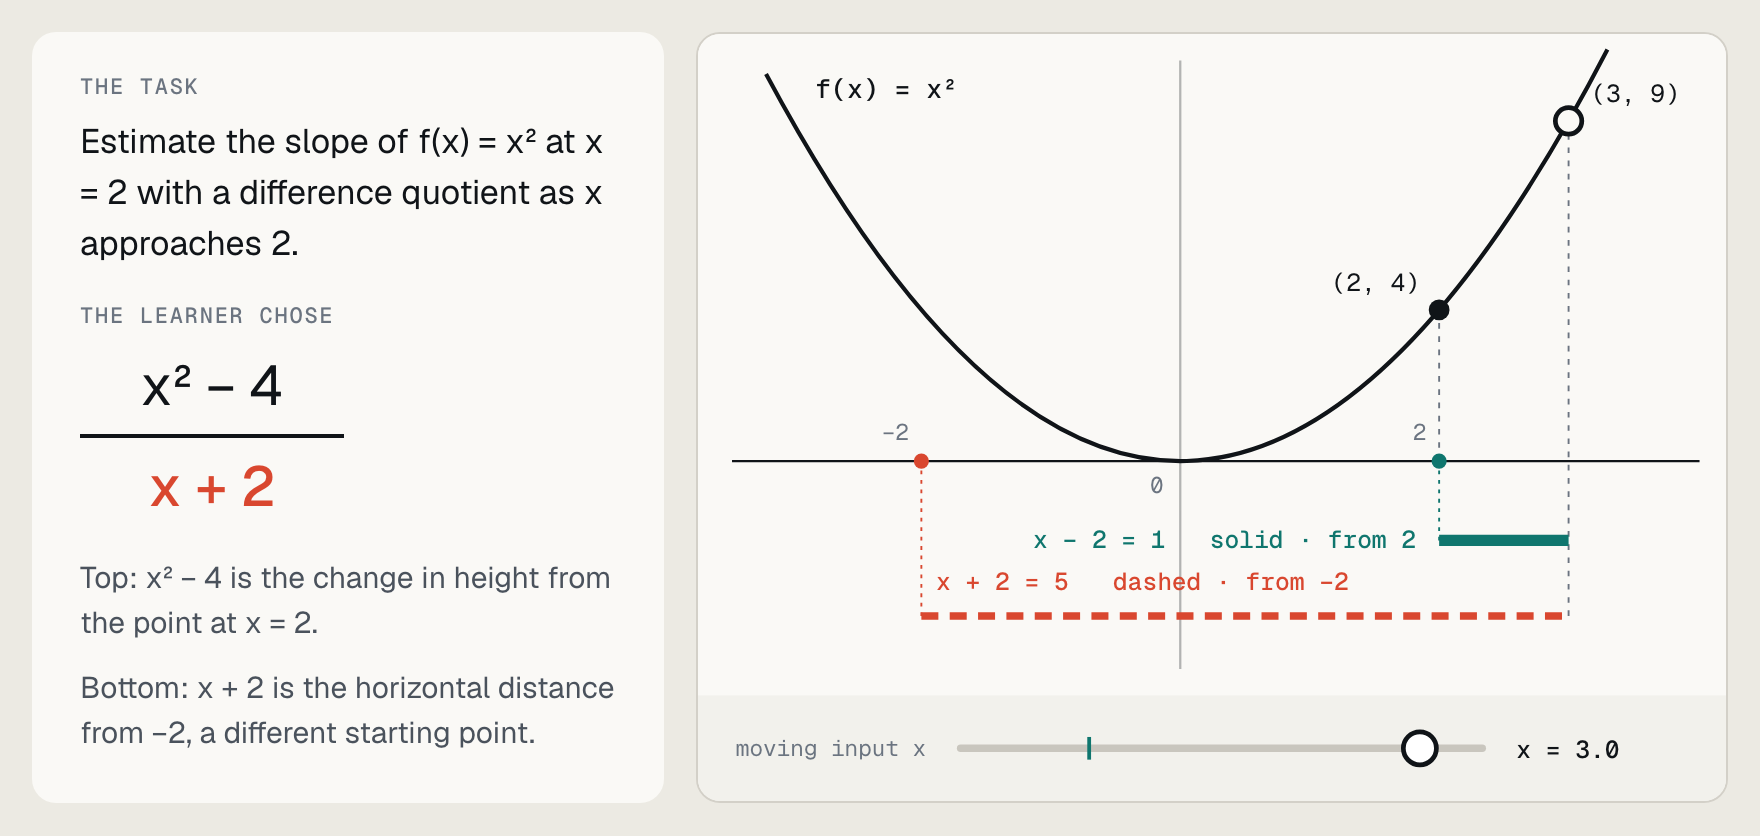 THE TASK
Estimate the slope of f(x) = x² at x
= 2 with a difference quotient as x
approaches 2.
THE LEARNER CHOSE
x² – 4
x + 2
Top: x² – 4 is the change in height from
the point at x = 2.
Bottom: x + 2 is the horizontal distance
from −2, a different starting point.
f(x) = x²
(3, 9)
(2, 4)
−2
2
0
x − 2 = 1 solid · from 2
x + 2 = 5 dashed · from −2
moving input x
x = 3.0